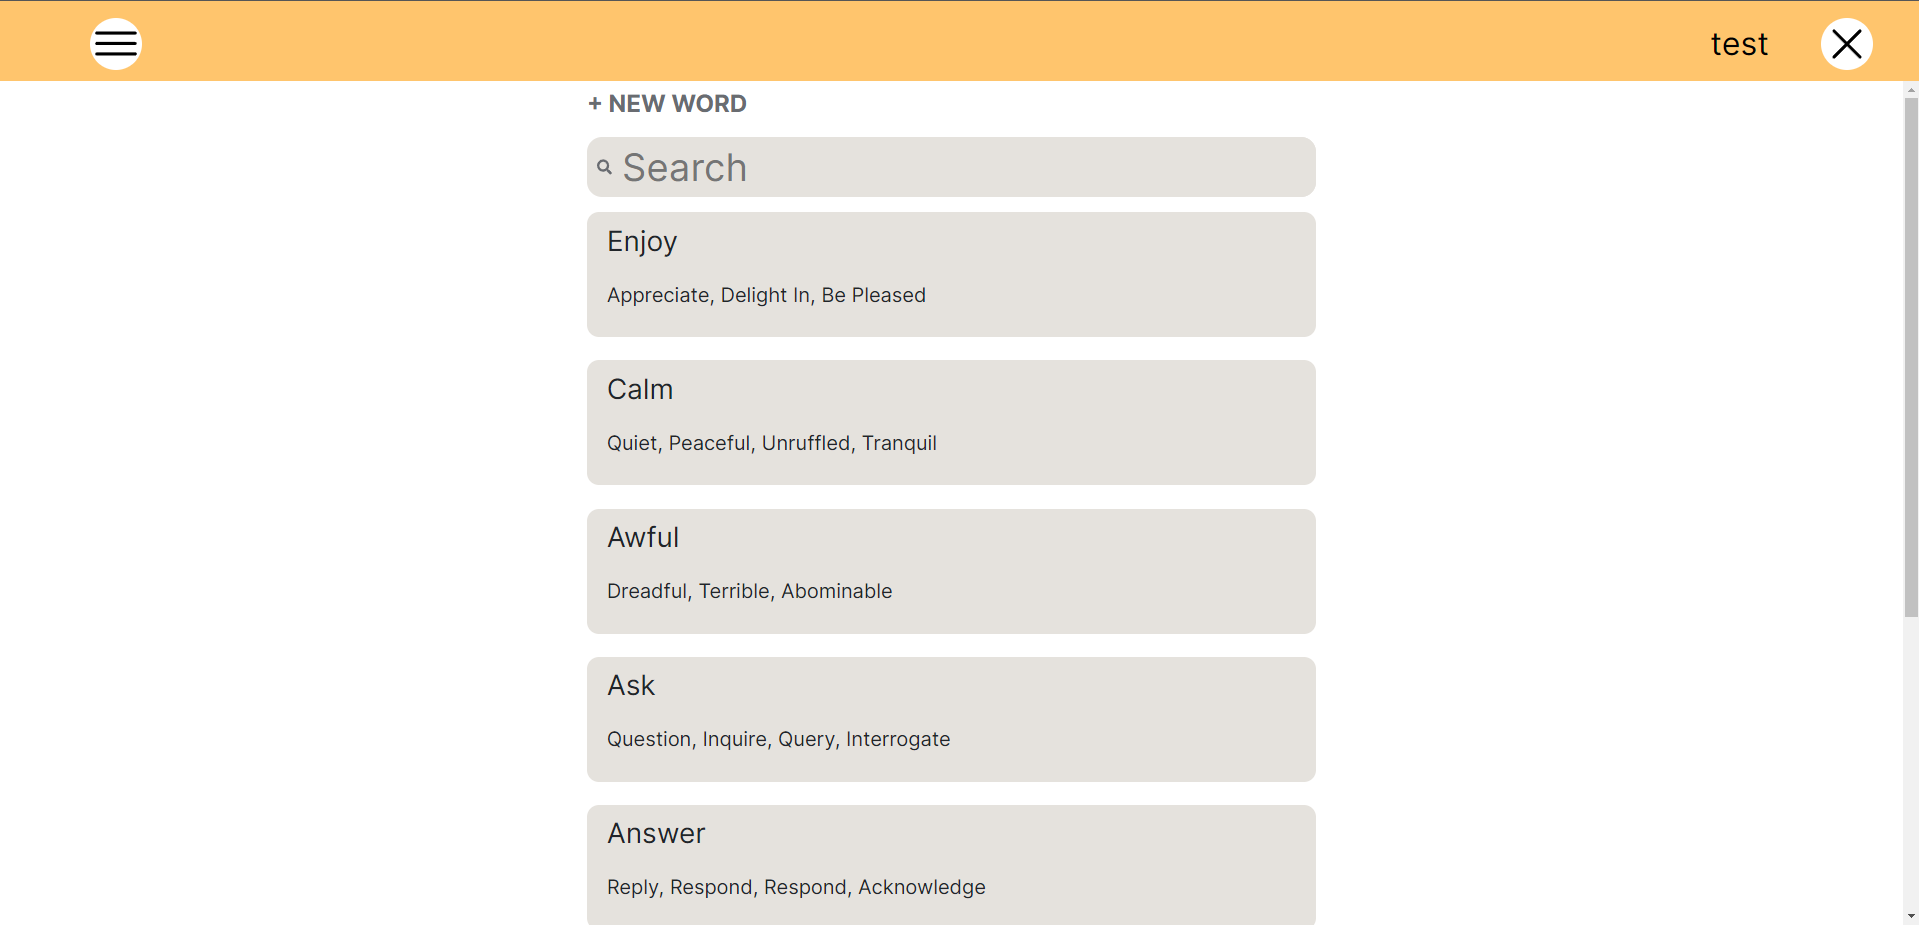 test
+ NEW WORD
Search
Enjoy
Appreciate, Delight In, Be Pleased
Calm
Quiet, Peaceful, Unruffled, Tranquil
Awful
Dreadful, Terrible, Abominable
Ask
Question, Inquire, Query, Interrogate
Answer
Reply, Respond, Respond, Acknowledge